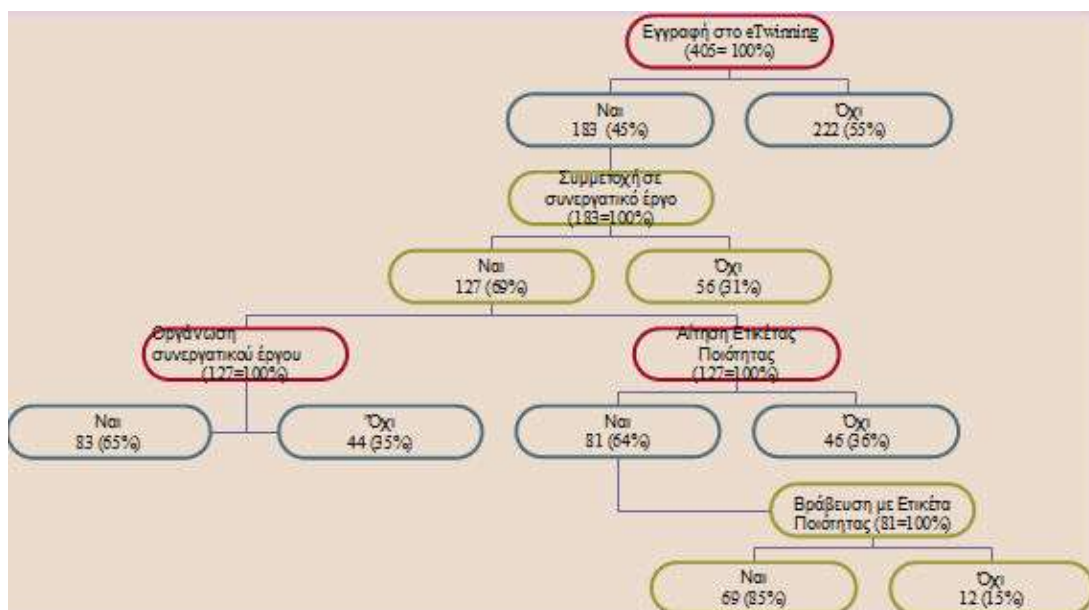 Εγγραφή στο eTwinning
(405= 100%)
Ναι
183 (45%)
Όχι
222 (55%)
Συμμετοχή σε
συνεργατικό έργο
(183=100%)
Ναι
127 (69%)
Όχι
56 (31%)
Οργάνωση
συνεργατικού έργου
(127=100%)
Αίτηση Ετικέτας
Ποιότητας
(127=100%)
Ναι
83 (65%)
Όχι
44 (35%)
Ναι
81 (64%)
Όχι
46 (36%)
Βράβευση με Ετικέτα
Ποιότητας (81=100%)
Ναι
69 (85%)
Όχι
12 (15%)